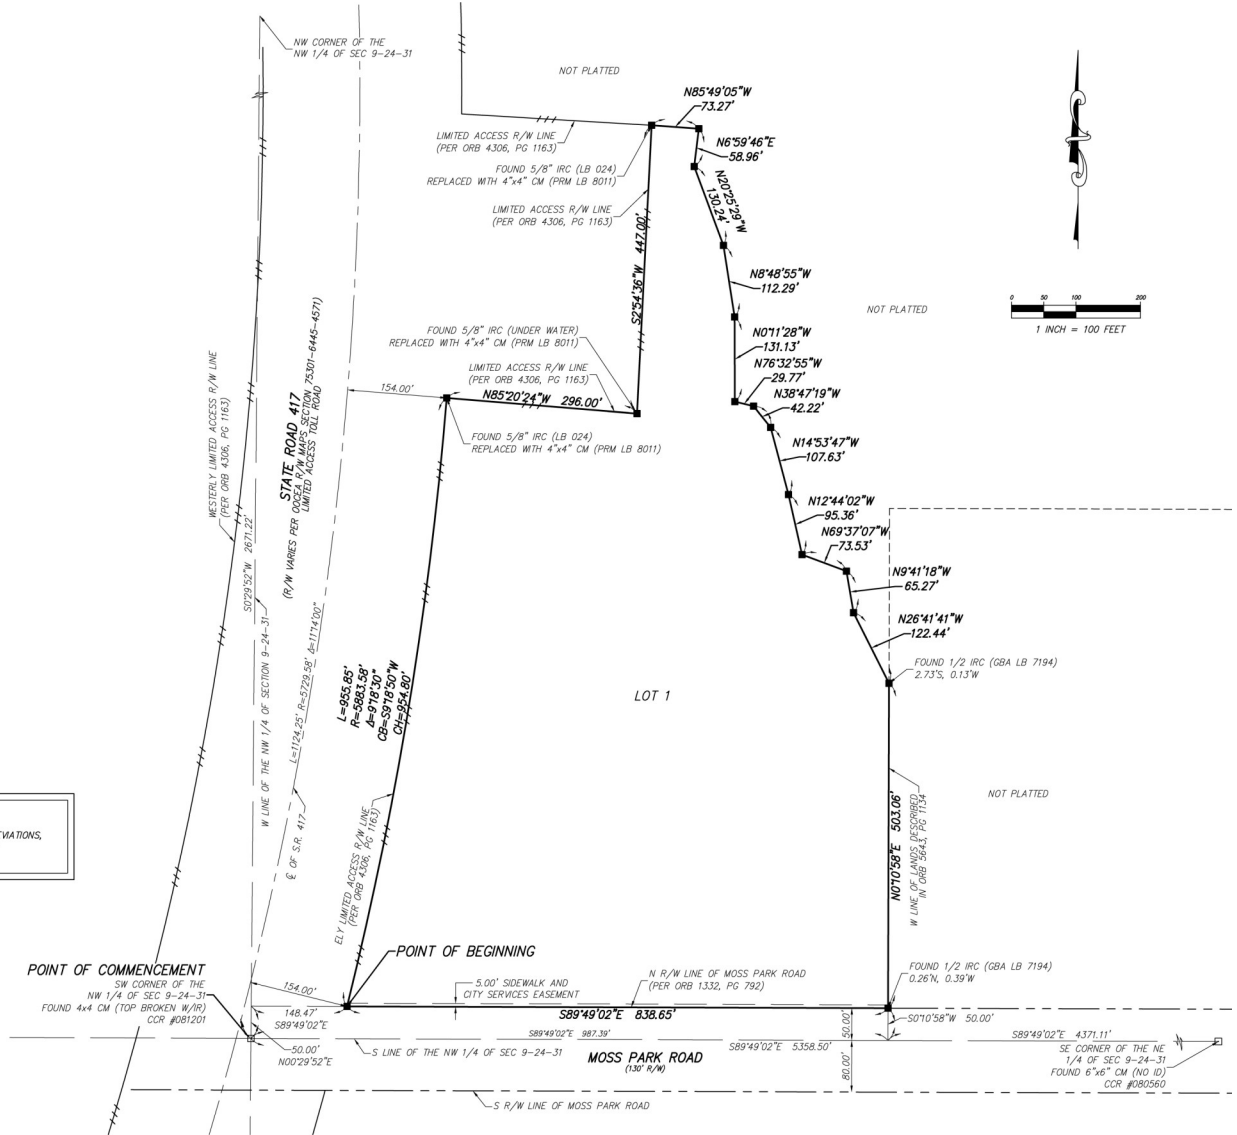 NW CORNER OF THE
NW 1/4 OF SEC 9-24-31
NOT PLATTED
N85°49'05"W
73.27'
LIMITED ACCESS R/W LINE
(PER ORB 4306, PG 1163)
N6°59'46"E
58.96'
FOUND 5/8" IRC (LB 024)
REPLACED WITH 4"x4" CM (PRM LB 8011)
N20°25'29"W
130.24'
LIMITED ACCESS R/W LINE
(PER ORB 4306, PG 1163)
S2°54'36"W 447.00'
N8°48'55"W
112.29'
NOT PLATTED
0 50 100 200
1 INCH = 100 FEET
FOUND 5/8" IRC (UNDER WATER)
REPLACED WITH 4"x4" CM (PRM LB 8011)
N0°11'28"W
131.13'
N76°32'55"W
29.77'
LIMITED ACCESS R/W LINE
(PER ORB 4306, PG 1163)
N85°20'24"W 296.00'
154.00'
N38°47'19"W
42.22'
FOUND 5/8" IRC (LB 024)
REPLACED WITH 4"x4" CM (PRM LB 8011)
N14°53'47"W
107.63'
WESTERLY LIMITED ACCESS R/W LINE
(PER ORB 4306, PG 1163)
STATE ROAD 417
(R/W VARIES PER OOCEA R/W MAPS SECTION 75301-6445-4571)
LIMITED ACCESS TOLL ROAD
N12°44'02"W
95.36'
N69°37'07"W
73.53'
S0°29'52"W 2671.22'
W LINE OF THE NW 1/4 OF SECTION 9-24-31
L=1124.25' R=5729.58' Δ=11°14'00"
N9°41'18"W
65.27'
N26°41'41"W
122.44'
FOUND 1/2 IRC (GBA LB 7194)
2.73'S, 0.13'W
L=955.85'
R=5883.58'
Δ=9°18'30"
CB=S9°18'50"W
CH=954.80'
LOT 1
NOT PLATTED
EVIATIONS,
℄ OF S.R. 417
ELY LIMITED ACCESS R/W LINE
(PER ORB 4306, PG 1163)
N0°10'58"E 503.06'
W LINE OF LANDS DESCRIBED
IN ORB 5643, PG 1134
POINT OF BEGINNING
POINT OF COMMENCEMENT
SW CORNER OF THE
NW 1/4 OF SEC 9-24-31
FOUND 4x4 CM (TOP BROKEN W/IR)
CCR #081201
154.00'
148.47'
S89°49'02"E
5.00' SIDEWALK AND
CITY SERVICES EASEMENT
N R/W LINE OF MOSS PARK ROAD
(PER ORB 1332, PG 792)
FOUND 1/2 IRC (GBA LB 7194)
0.26'N, 0.39'W
S89°49'02"E 838.65'
50.00'
S0°10'58"W 50.00'
S89°49'02"E 987.39'
S89°49'02"E 5358.50'
S89°49'02"E 4371.11'
50.00'
N00°29'52"E
S LINE OF THE NW 1/4 OF SEC 9-24-31
MOSS PARK ROAD
(130' R/W)
80.00'
SE CORNER OF THE NE
1/4 OF SEC 9-24-31
FOUND 6"x6" CM (NO ID)
CCR #080560
S R/W LINE OF MOSS PARK ROAD